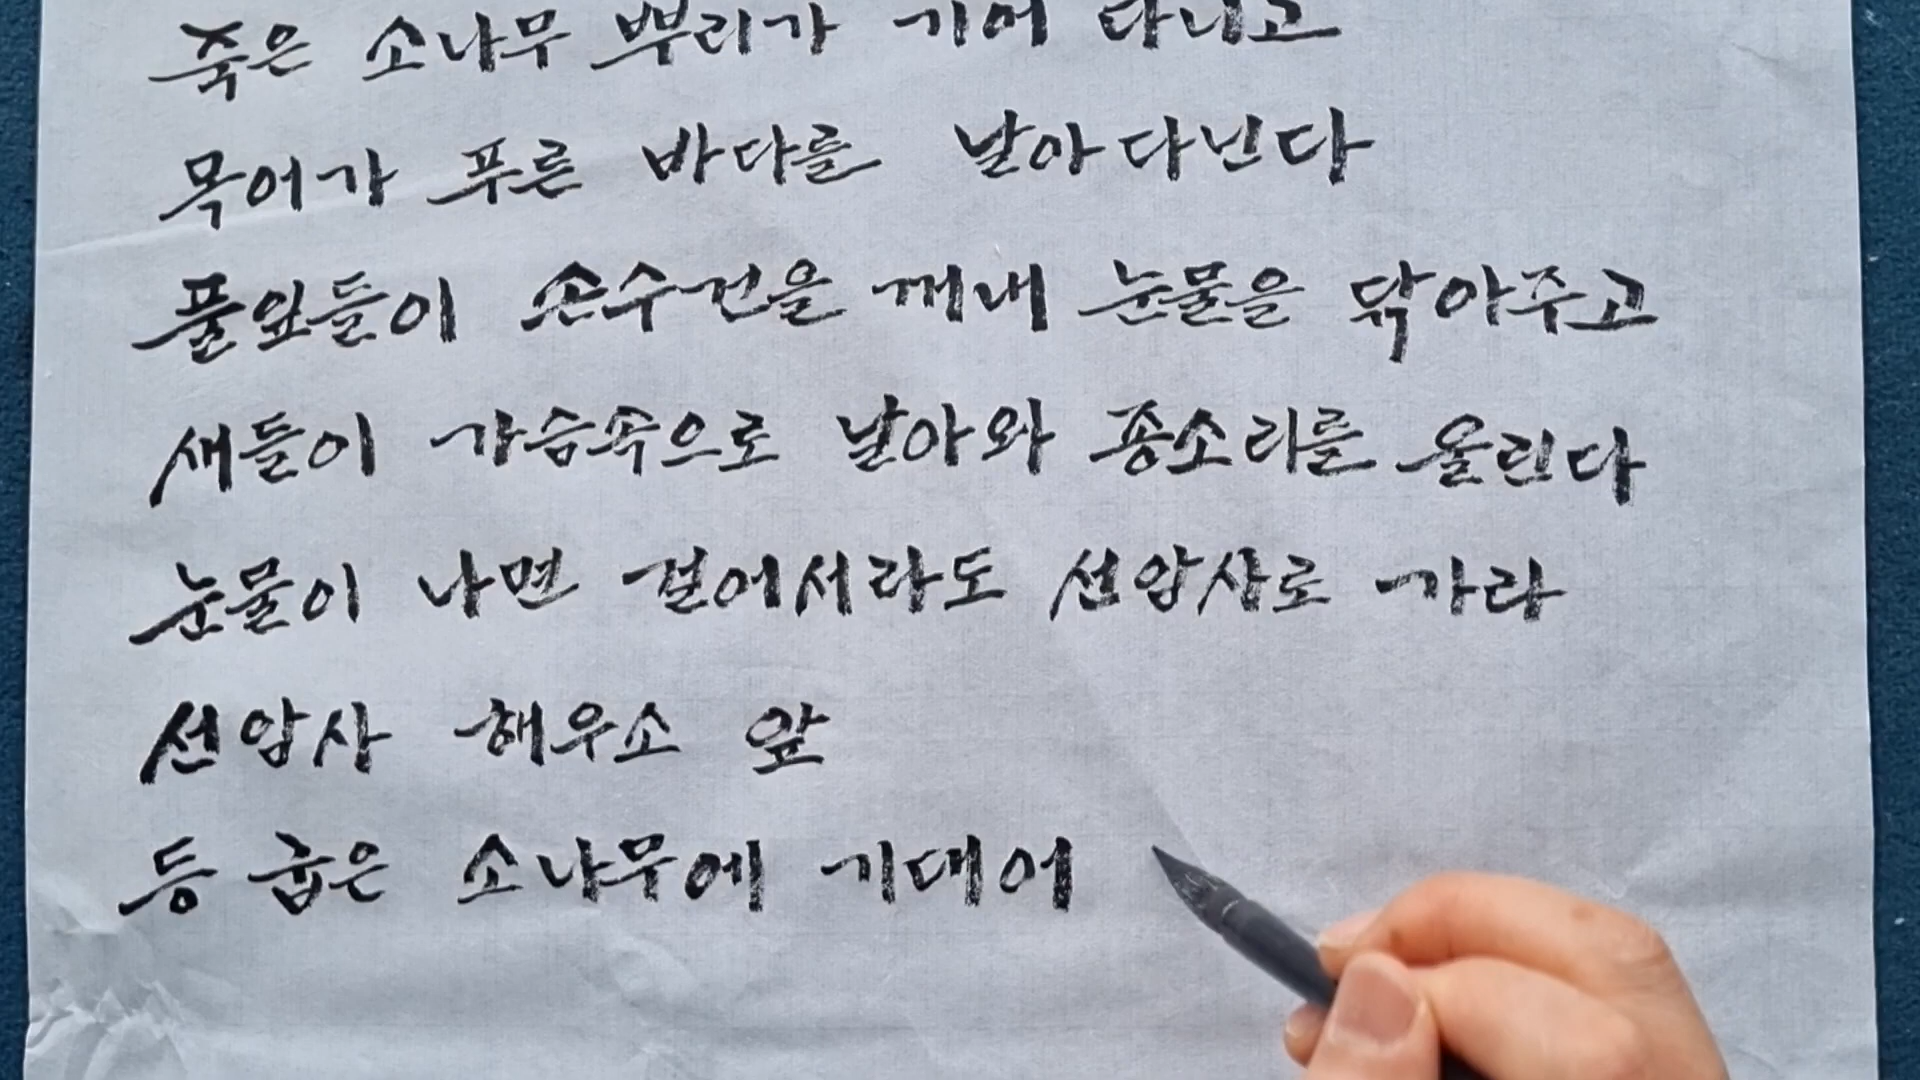 죽은 소나무 뿌리가 기어 다니고
목어가 푸른 바다를 날아다닌다
풀잎들이 손수건을 꺼내 눈물을 닦아주고
새들이 가슴속으로 날아와 종소리를 울린다
눈물이 나면 걸어서라도 선암사로 가라
선암사 해우소 앞
등 굽은 소나무에 기대어